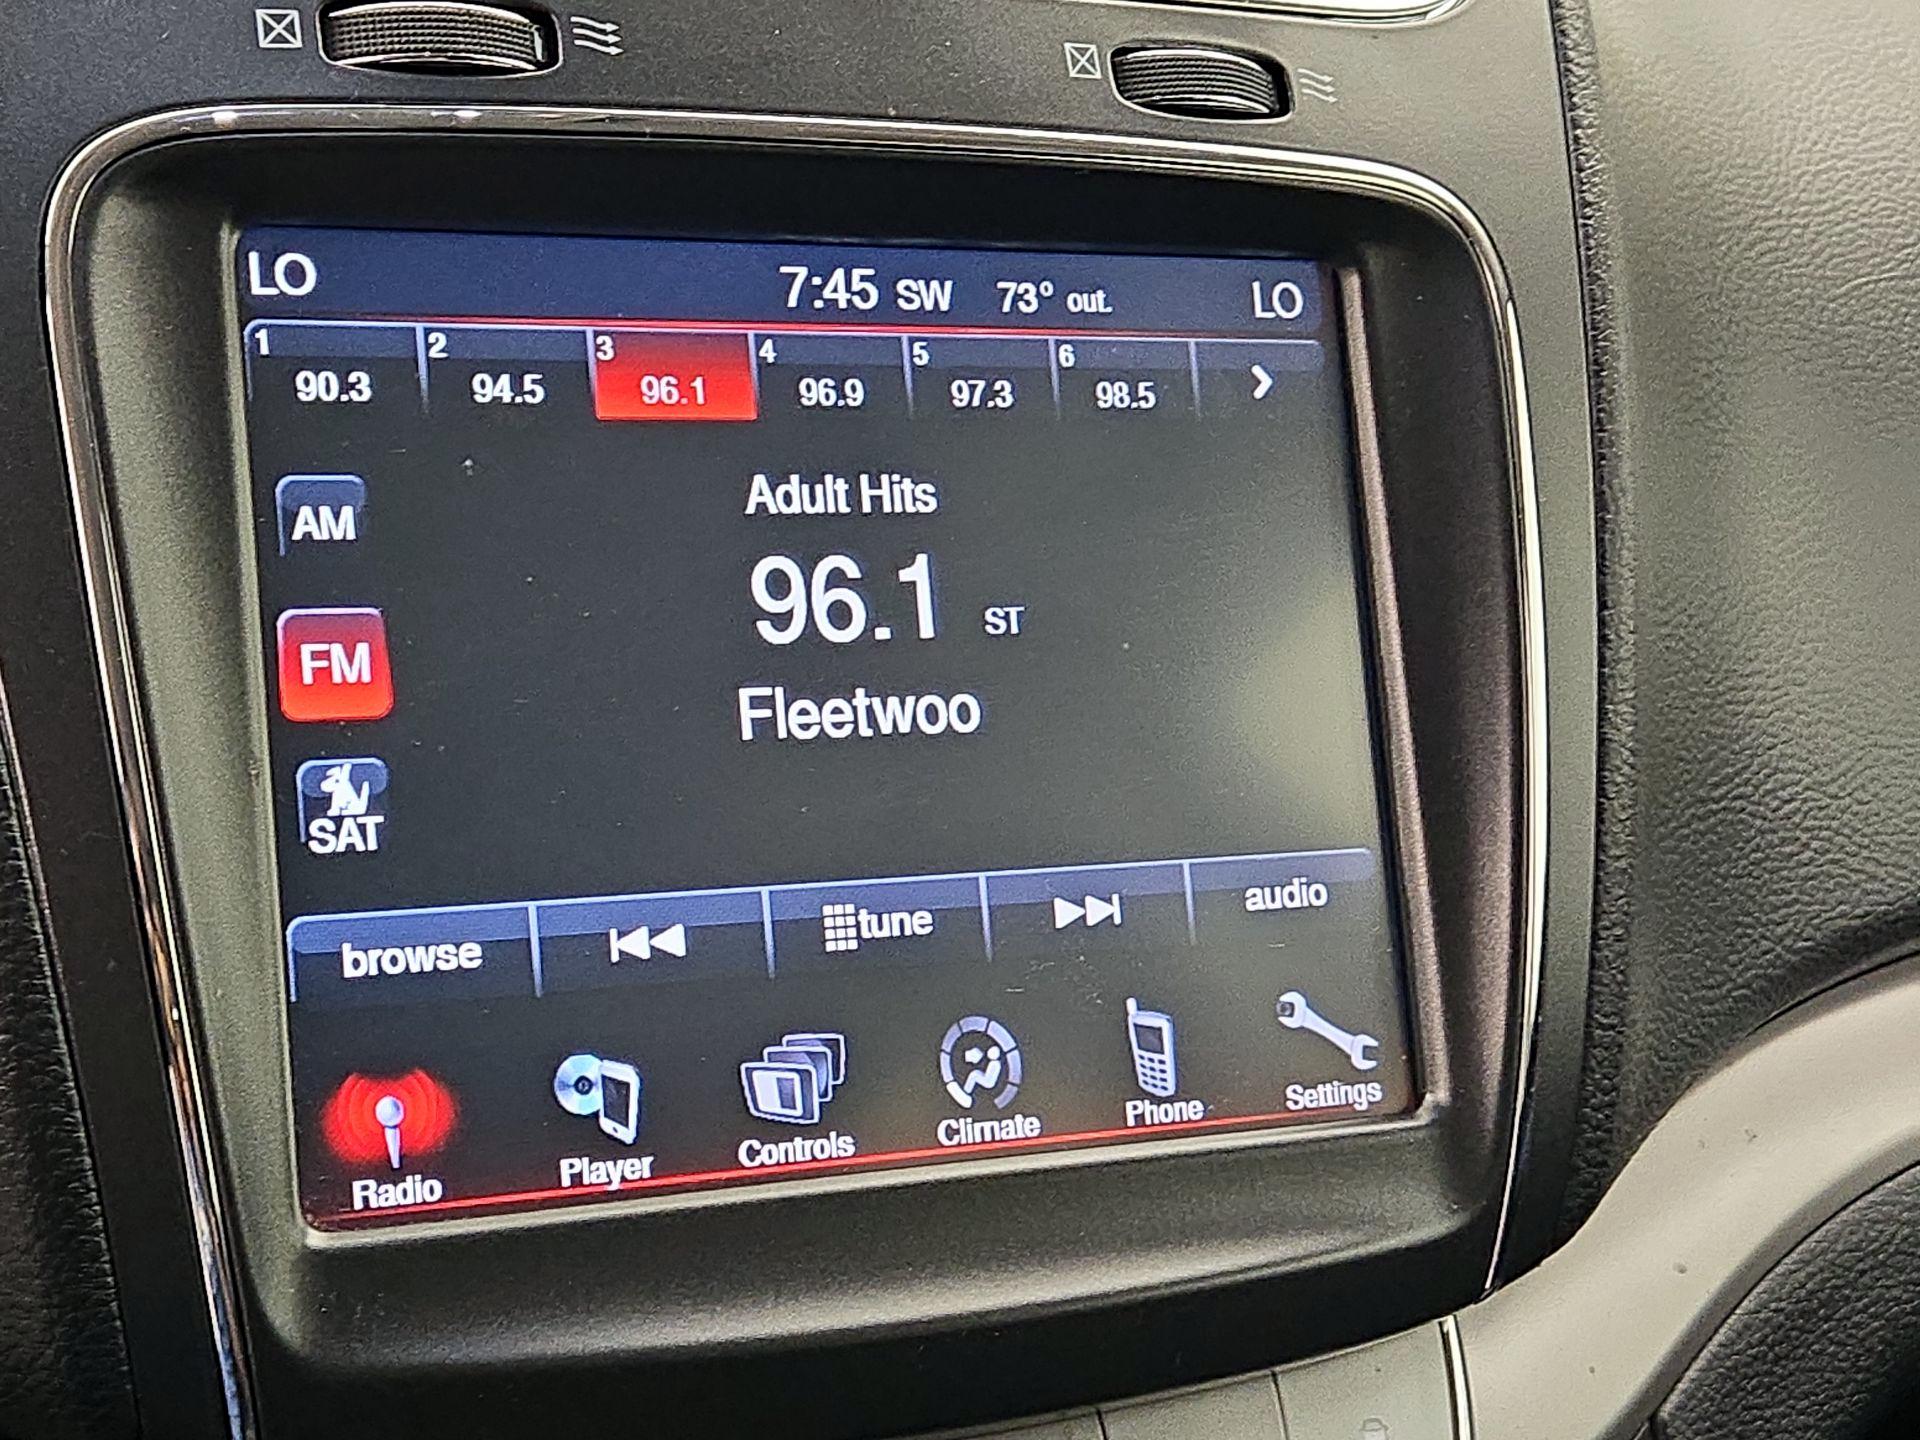 LO 7:45 SW 73° out. LO
1 2 3 4 5 6
90.3 94.5 96.1 96.9 97.3 98.5
Adult Hits
AM
96.1 ST
FM
Fleetwoo
SAT
browse tune audio
Radio Player Controls Climate Phone Settings